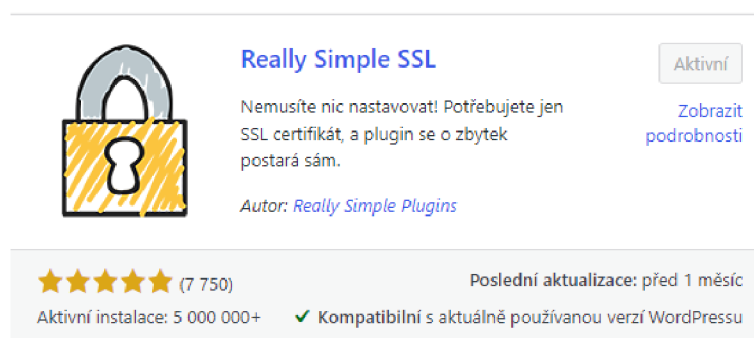 Really Simple SSL
Aktivní
Nemusíte nic nastavovat! Potřebujete jen
SSL certifikát, a plugin se o zbytek
postará sám.
Zobrazit
podrobnosti
Autor: Really Simple Plugins
(7 750)
Poslední aktualizace: před 1 měsíc
Aktivní instalace: 5 000 000+
Kompatibilní s aktuálně používanou verzí WordPressu